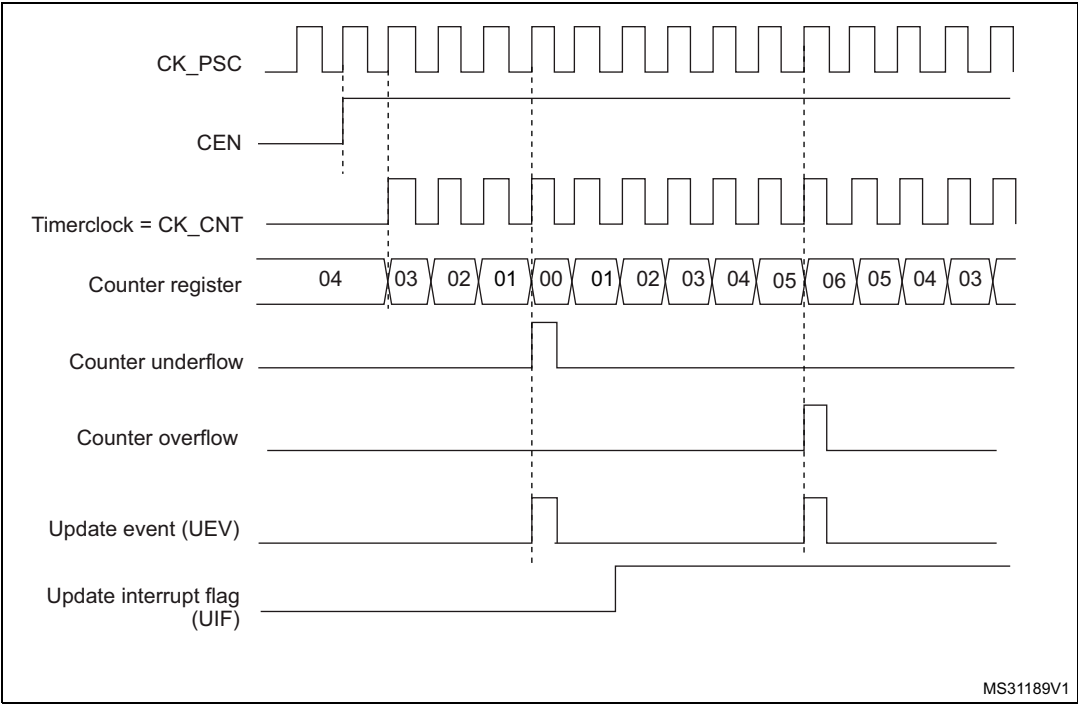 CK_PSC
CEN
Timerclock = CK_CNT
Counter register 04 03 02 01 00 01 02 03 04 05 06 05 04 03
Counter underflow
Counter overflow
Update event (UEV)
Update interrupt flag
(UIF)
MS31189V1